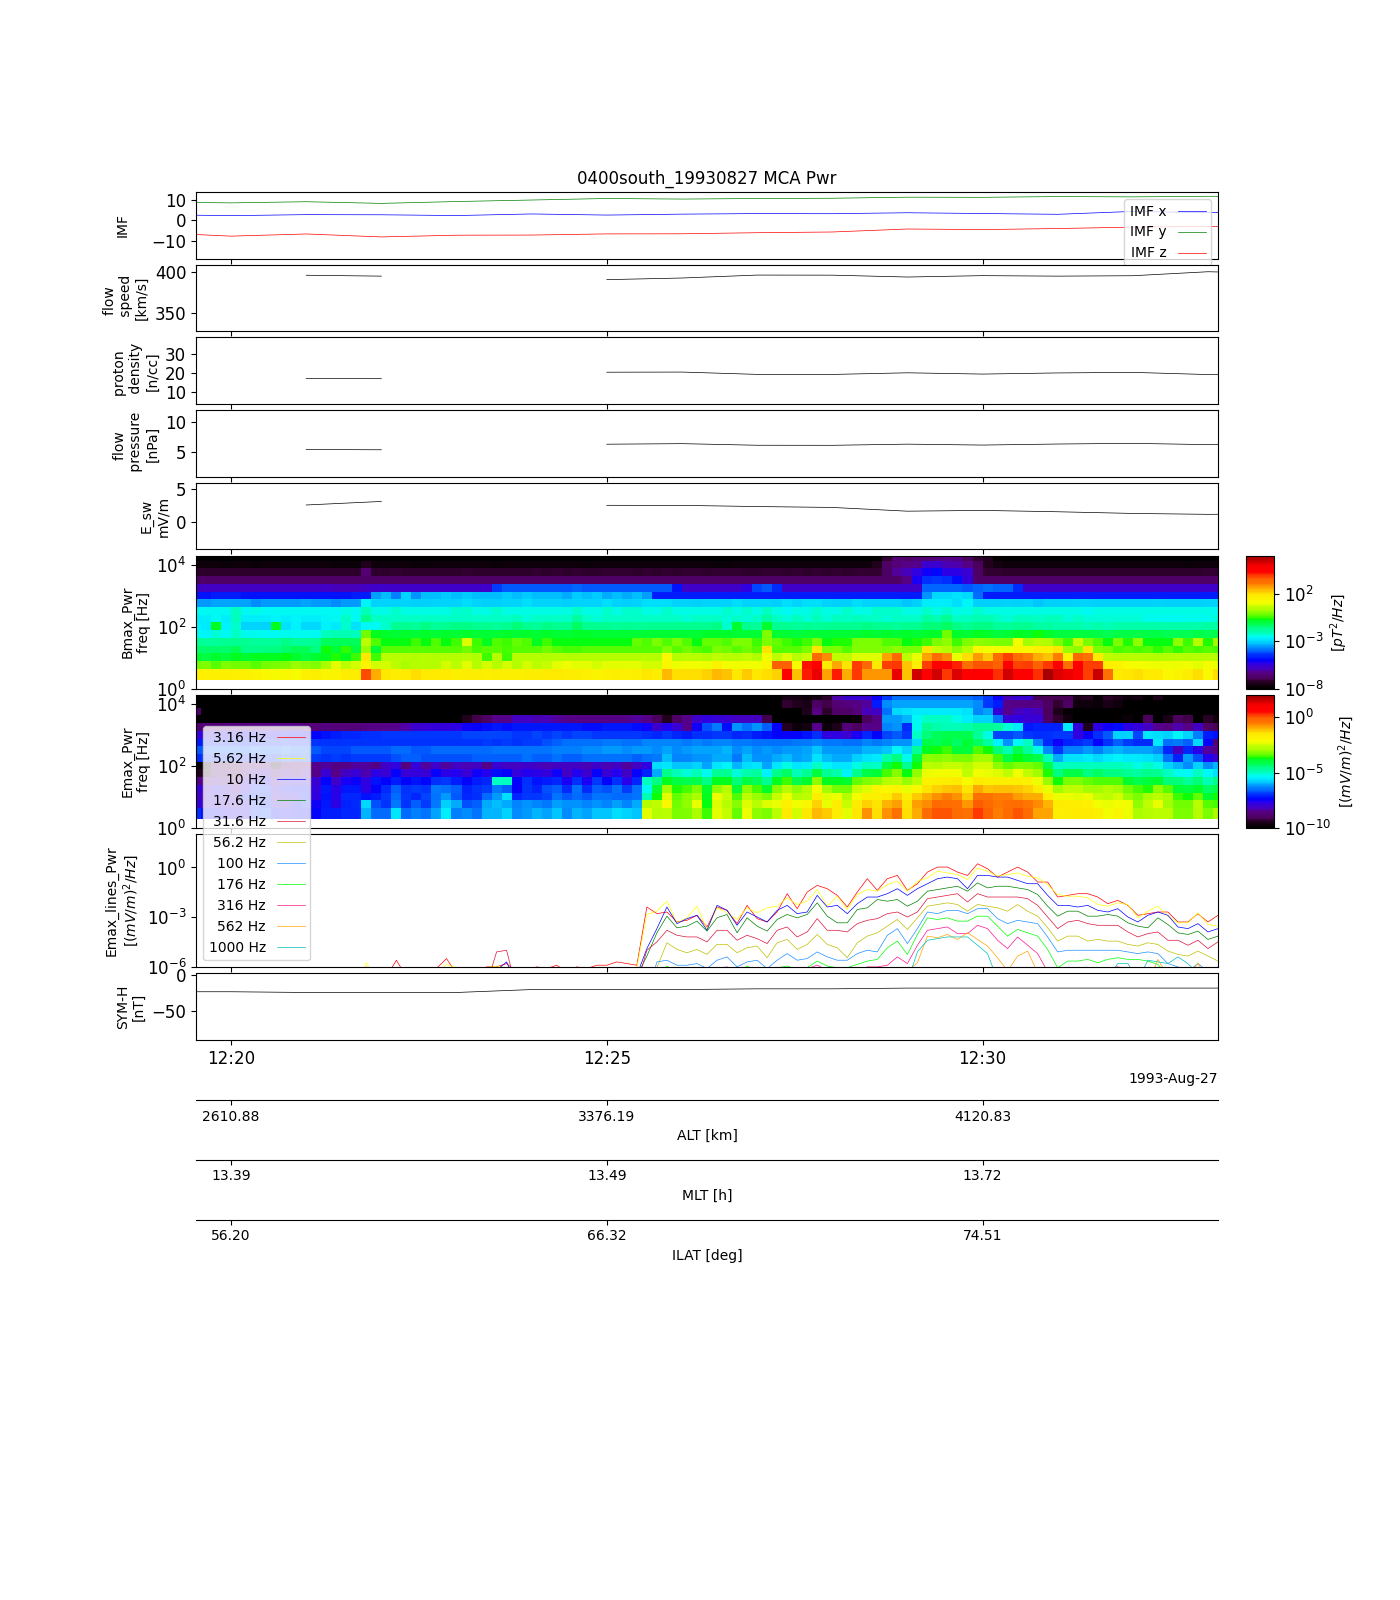 0400south_19930827 MCA Pwr
10
0
−10
IMF
IMF x
IMF y
IMF z
400
350
flow
speed
[km/s]
30
20
10
proton
density
[n/cc]
10
5
flow
pressure
[nPa]
5
0
E_sw
mV/m
10^4
10^2
10^0
Bmax_Pwr
freq [Hz]
10^2
10^−3
10^−8
[pT^2/Hz]
10^4
10^2
10^0
Emax_Pwr
freq [Hz]
10^0
10^−5
10^−10
[(mV/m)^2/Hz]
3.16 Hz
5.62 Hz
10 Hz
17.6 Hz
31.6 Hz
56.2 Hz
100 Hz
176 Hz
316 Hz
562 Hz
1000 Hz
10^0
10^−3
10^−6
Emax_lines_Pwr
[(mV/m)^2/Hz]
0
−50
SYM-H
[nT]
12:20 12:25 12:30
1993-Aug-27
2610.88 3376.19 4120.83
ALT [km]
13.39 13.49 13.72
MLT [h]
56.20 66.32 74.51
ILAT [deg]